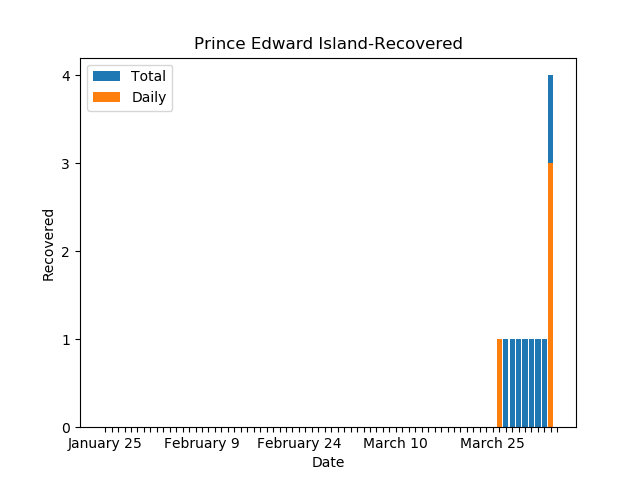 Prince Edward Island-Recovered
Total
Daily
4
3
2
1
0
Recovered
January 25
February 9
February 24
March 10
March 25
Date